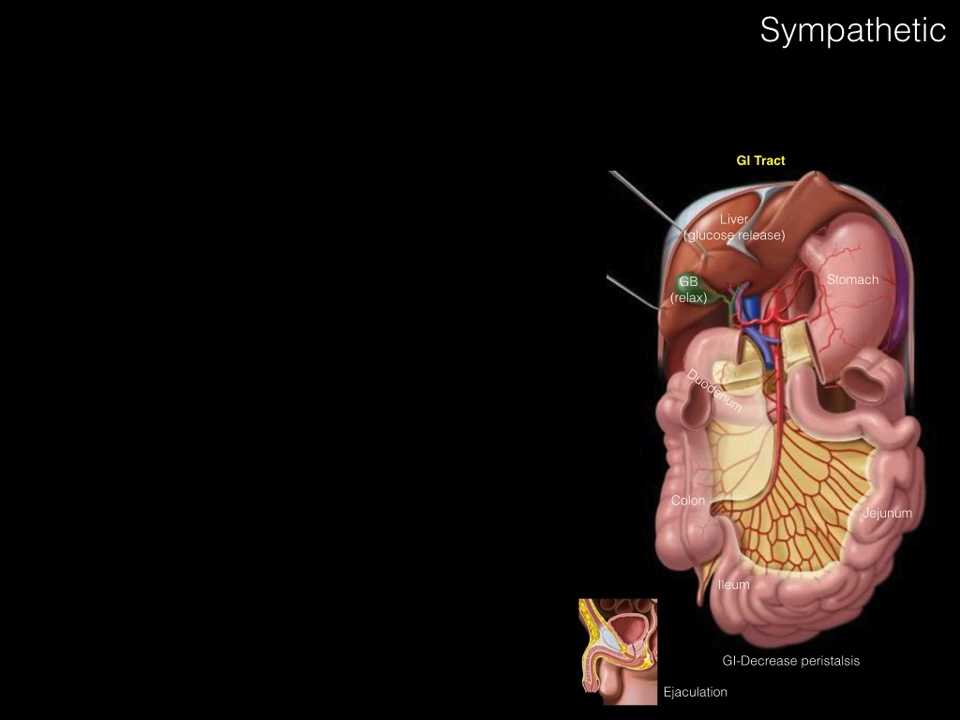 Sympathetic
GI Tract
Liver
(glucose release)
GB
(relax)
Stomach
Duodenum
Colon
Jejunum
Ileum
GI-Decrease peristalsis
Ejaculation